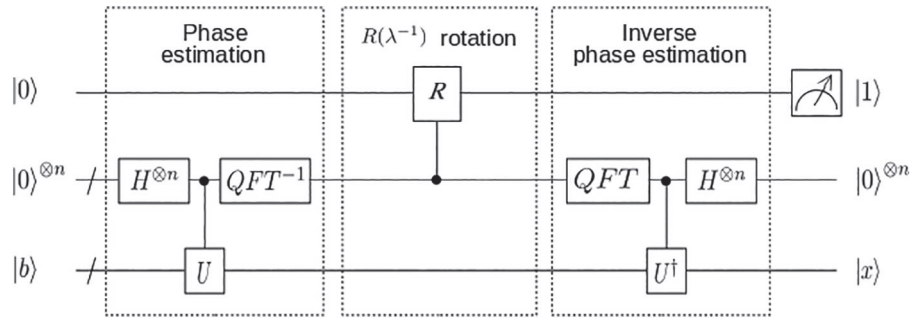 Phase
estimation
R(λ⁻¹) rotation
Inverse
phase estimation
|0⟩ R |1⟩
|0⟩⊗ⁿ H⊗ⁿ QFT⁻¹ QFT H⊗ⁿ |0⟩⊗ⁿ
|b⟩ U U† |x⟩